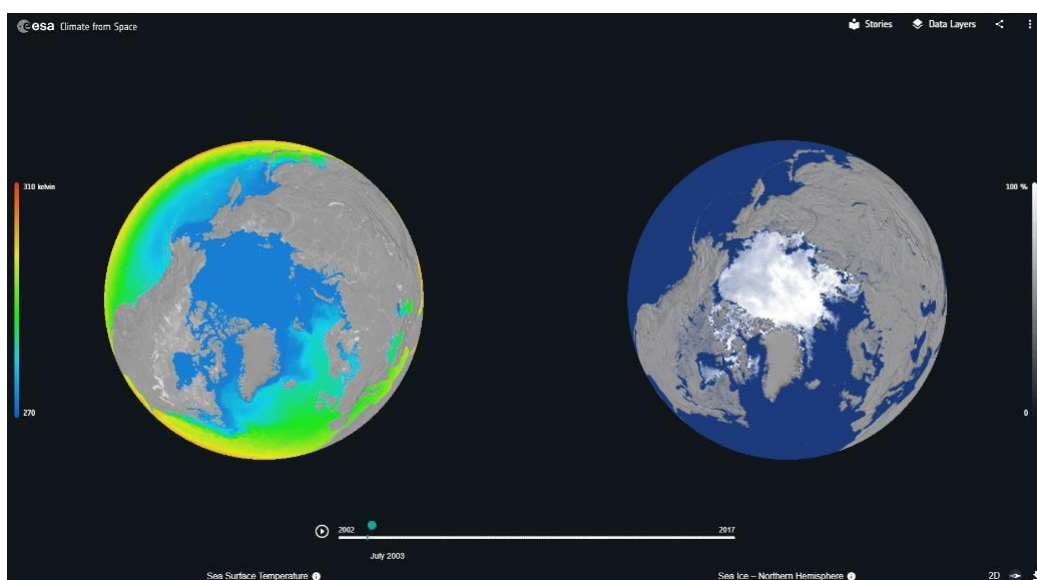 esa Climate from Space
Stories
Data Layers
310 kelvin
270
100 %
0
2002
2017
July 2003
Sea Surface Temperature
Sea Ice – Northern Hemisphere
2D